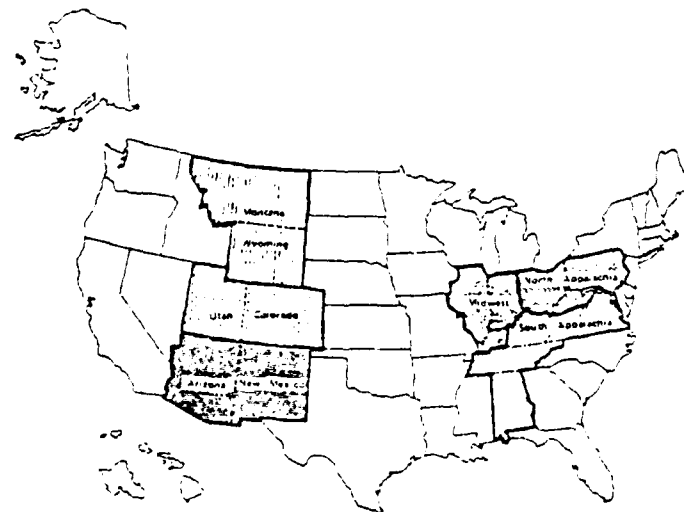 Montana
Wyoming
Utah Colorado
Arizona New Mexico
Midwest
North Appalachia
South Appalachia